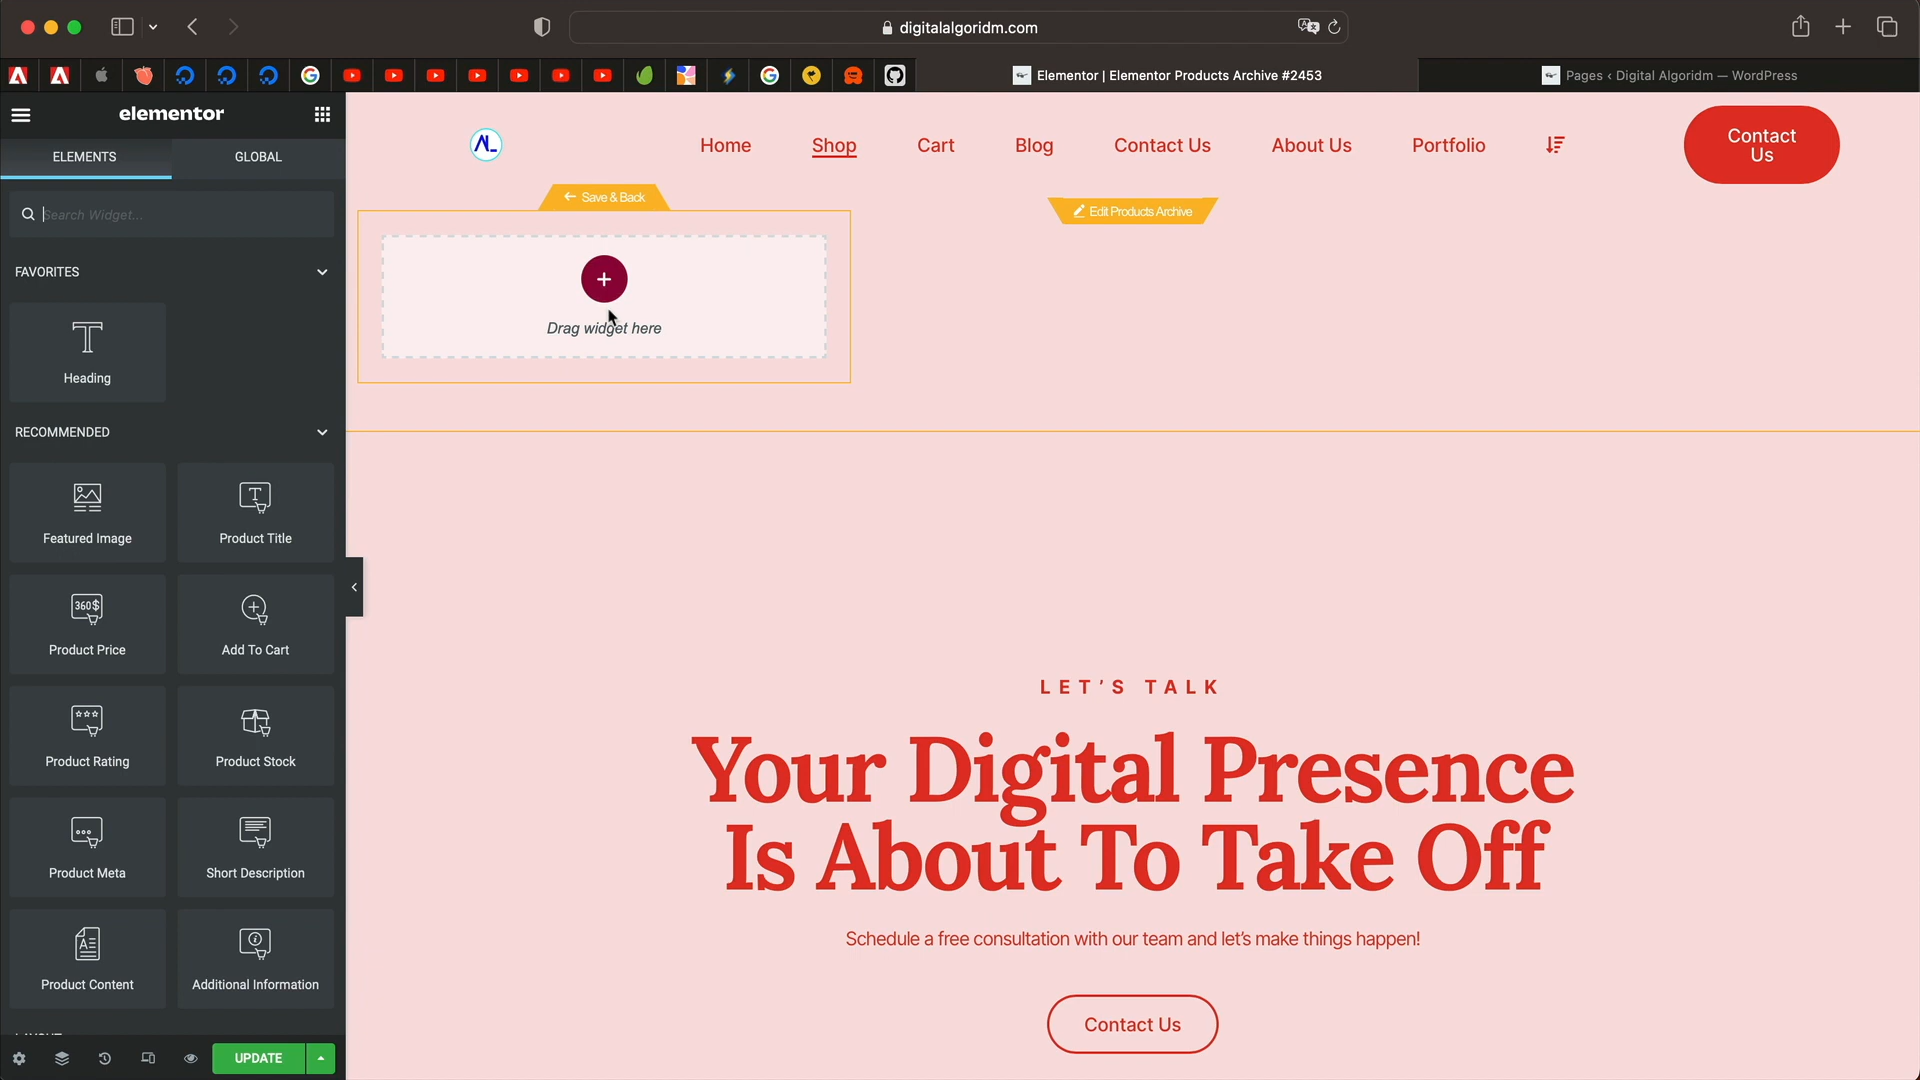 digitalalgoridm.com
Elementor | Elementor Products Archive #2453
Pages ‹ Digital Algoridm — WordPress
elementor
ELEMENTS
GLOBAL
Search Widget...
FAVORITES
Heading
RECOMMENDED
Featured Image
Product Title
360$
Product Price
Add To Cart
Product Rating
Product Stock
Product Meta
Short Description
Product Content
Additional Information
UPDATE
Home
Shop
Cart
Blog
Contact Us
About Us
Portfolio
Contact
Us
Save & Back
Edit Products Archive
Drag widget here
LET'S TALK
Your Digital Presence
Is About To Take Off
Schedule a free consultation with our team and let's make things happen!
Contact Us